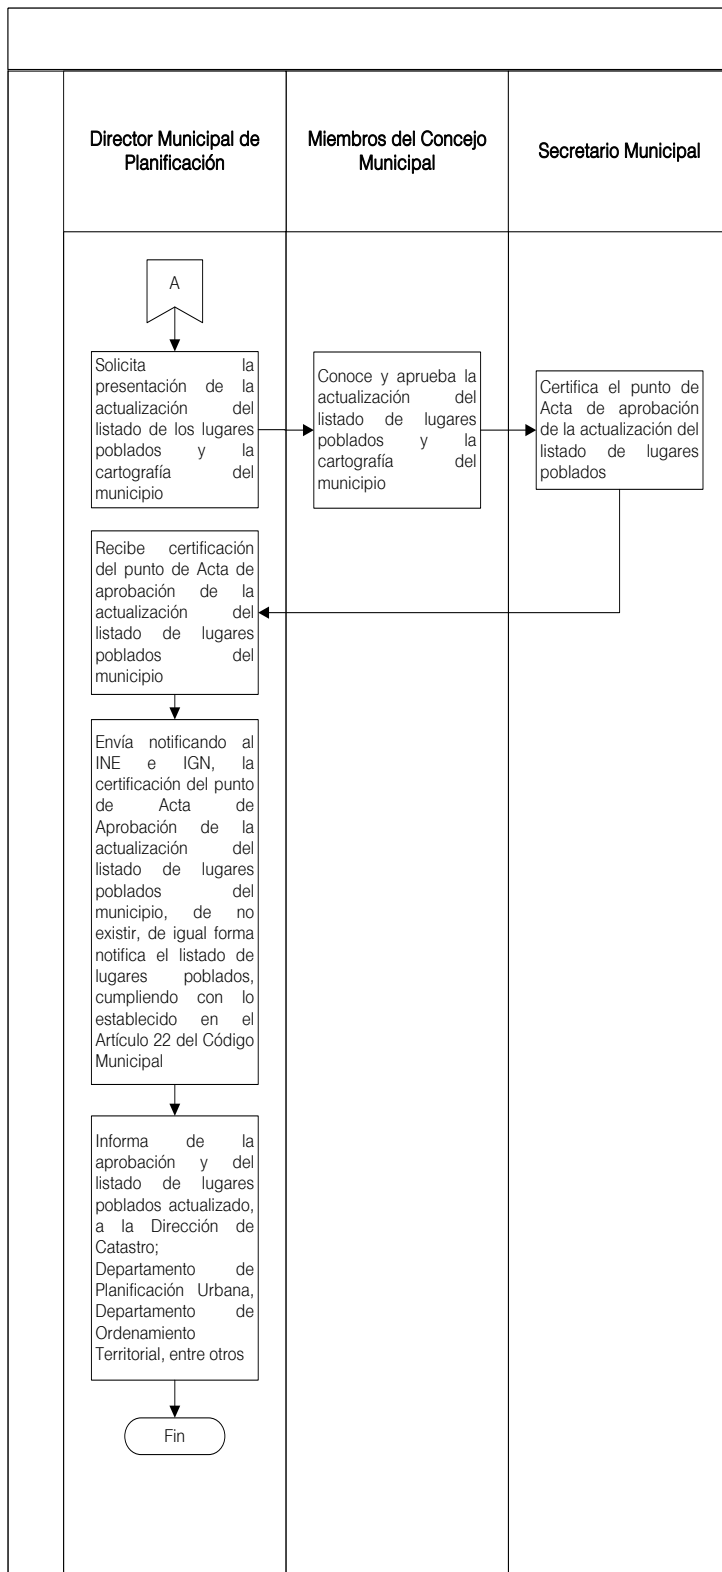 Director Municipal de
Planificación
Miembros del Concejo
Municipal
Secretario Municipal
A
Solicita la
presentación de la
actualización del
listado de los lugares
poblados y la
cartografía del
municipio
Conoce y aprueba la
actualización del
listado de lugares
poblados y la
cartografía del
municipio
Certifica el punto de
Acta de aprobación
de la actualización del
listado de lugares
poblados
Recibe certificación
del punto de Acta de
aprobación de la
actualización del
listado de lugares
poblados del
municipio
Envía notificando al
INE e IGN, la
certificación del punto
de Acta de
Aprobación de la
actualización del
listado de lugares
poblados del
municipio, de no
existir, de igual forma
notifica el listado de
lugares poblados,
cumpliendo con lo
establecido en el
Artículo 22 del Código
Municipal
Informa de la
aprobación y del
listado de lugares
poblados actualizado,
a la Dirección de
Catastro;
Departamento de
Planificación Urbana,
Departamento de
Ordenamiento
Territorial, entre otros
Fin